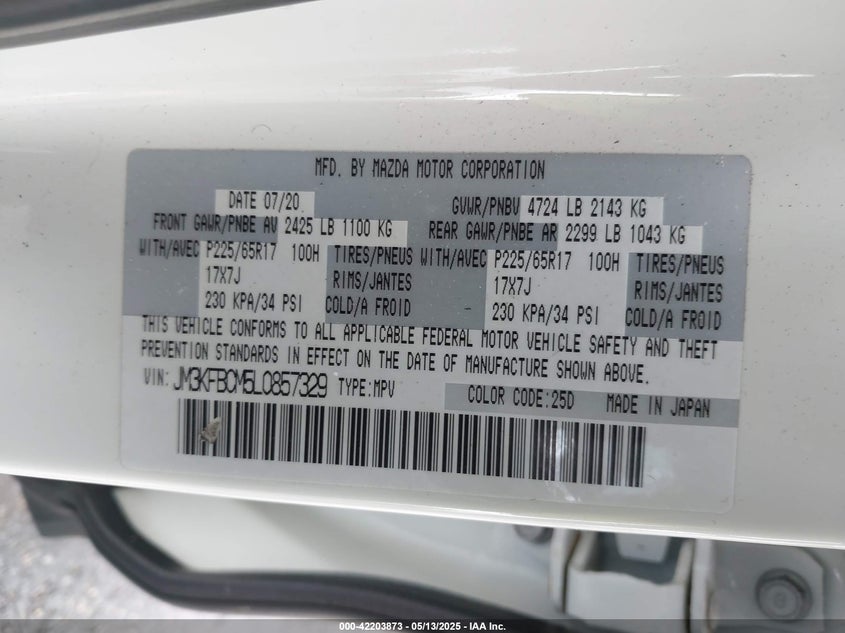 MFD. BY MAZDA MOTOR CORPORATION
DATE 07/20 GVWR/PNBV 4724 LB 2143 KG
FRONT GAWR/PNBE AV 2425 LB 1100 KG REAR GAWR/PNBE AR 2299 LB 1043 KG
WITH/AVEC P225/65R17 100H TIRES/PNEUS WITH/AVEC P225/65R17 100H TIRES/PNEUS
17X7J RIMS/JANTES 17X7J RIMS/JANTES
230 KPA/34 PSI COLD/A FROID 230 KPA/34 PSI COLD/A FROID
THIS VEHICLE CONFORMS TO ALL APPLICABLE FEDERAL MOTOR VEHICLE SAFETY AND THEFT
PREVENTION STANDARDS IN EFFECT ON THE DATE OF MANUFACTURE SHOWN ABOVE.
VIN: JM3KFBCM5L0857329 TYPE:MPV COLOR CODE:25D MADE IN JAPAN
000-42203873 - 05/13/2025 - IAA Inc.